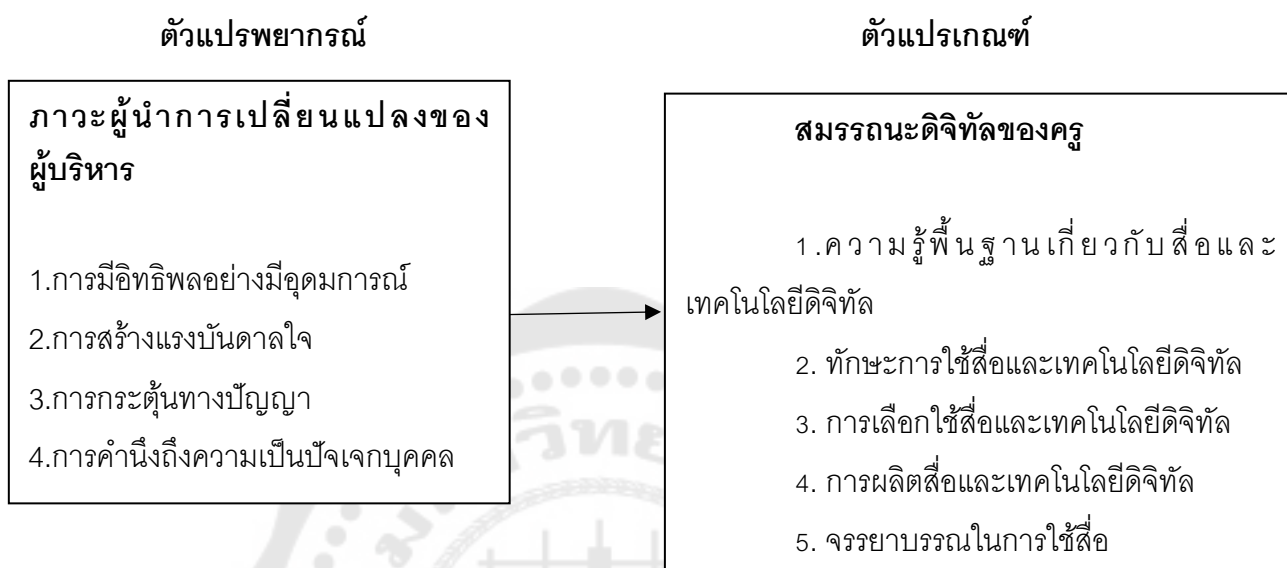 ตัวแปรพยากรณ์
ตัวแปรเกณฑ์
ภาวะผู้นำการเปลี่ยนแปลงของ
ผู้บริหาร
1.การมีอิทธิพลอย่างมีอุดมการณ์
2.การสร้างแรงบันดาลใจ
3.การกระตุ้นทางปัญญา
4.การคำนึงถึงความเป็นปัจเจกบุคคล
สมรรถนะดิจิทัลของครู
1.ความรู้พื้นฐานเกี่ยวกับสื่อและ
เทคโนโลยีดิจิทัล
2. ทักษะการใช้สื่อและเทคโนโลยีดิจิทัล
3. การเลือกใช้สื่อและเทคโนโลยีดิจิทัล
4. การผลิตสื่อและเทคโนโลยีดิจิทัล
5. จรรยาบรรณในการใช้สื่อ